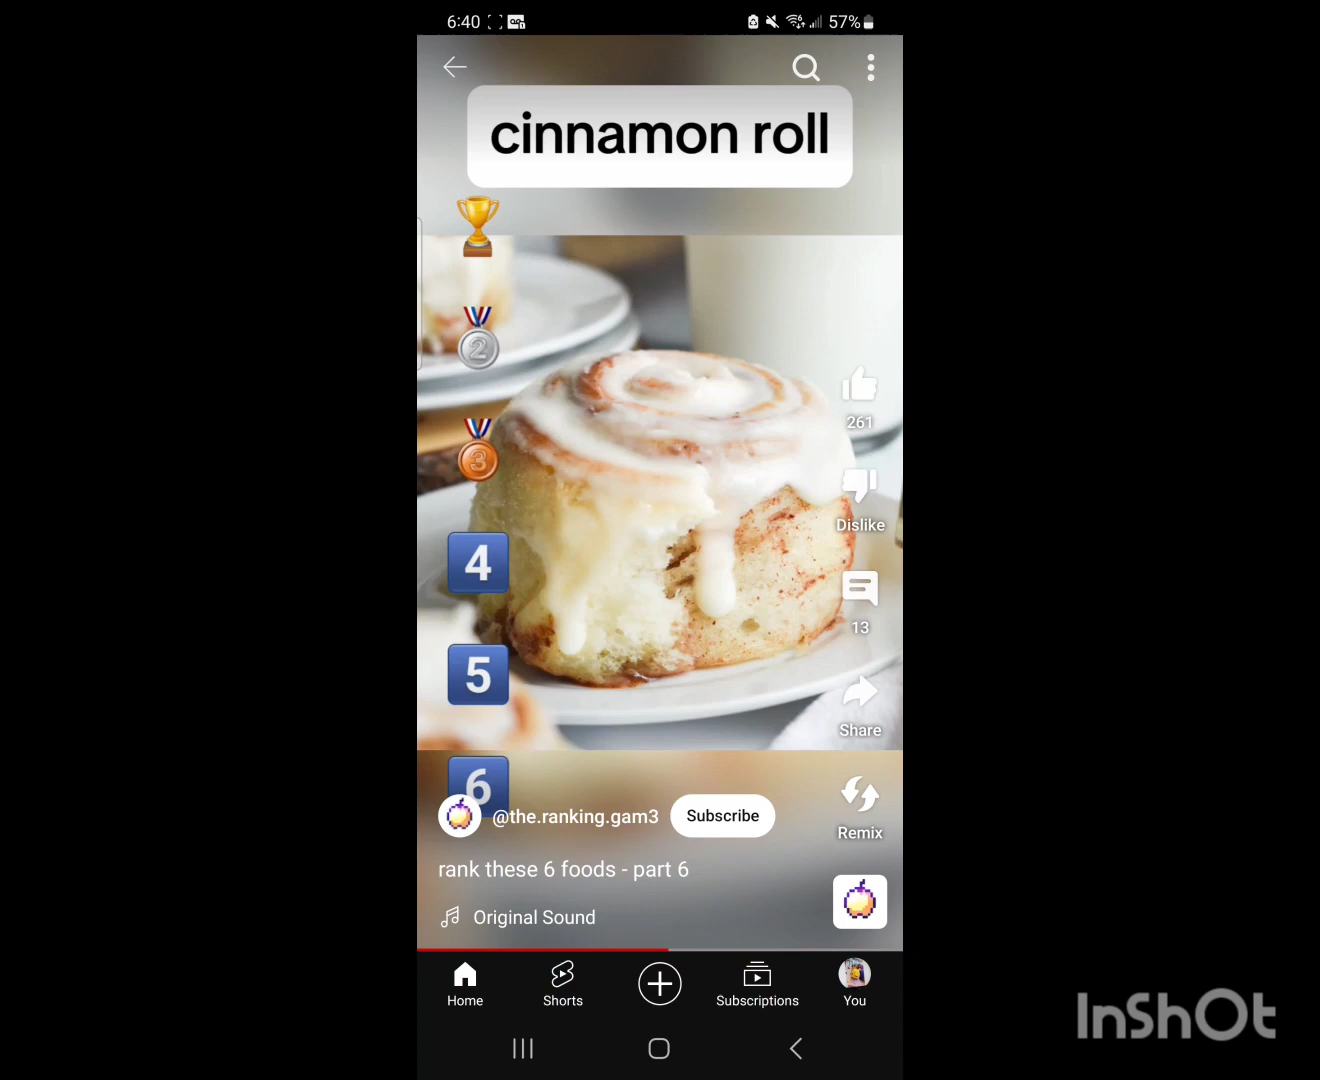 6:40
57%
cinnamon roll
2
3
261
Dislike
4
13
5
Share
6
@the.ranking.gam3
Subscribe
Remix
rank these 6 foods - part 6
Original Sound
Home
Shorts
Subscriptions
You
InShOt